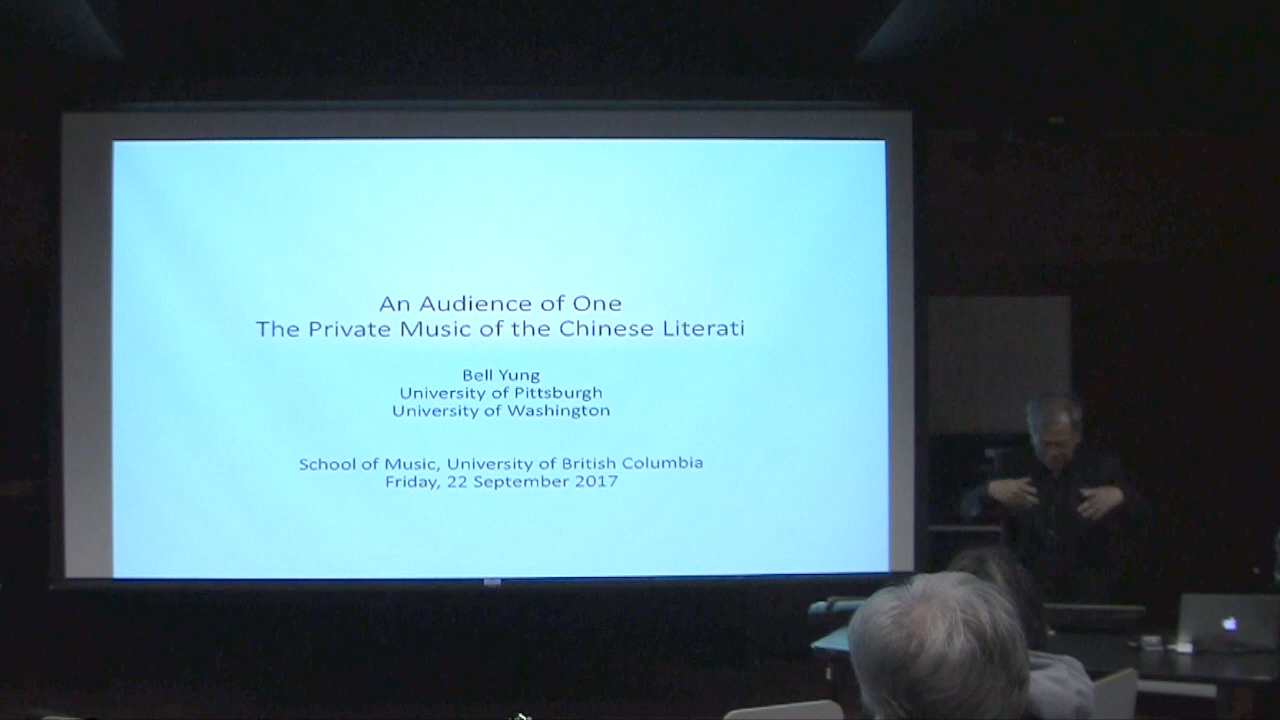 An Audience of One
The Private Music of the Chinese Literati
Bell Yung
University of Pittsburgh
University of Washington
School of Music, University of British Columbia
Friday, 22 September 2017